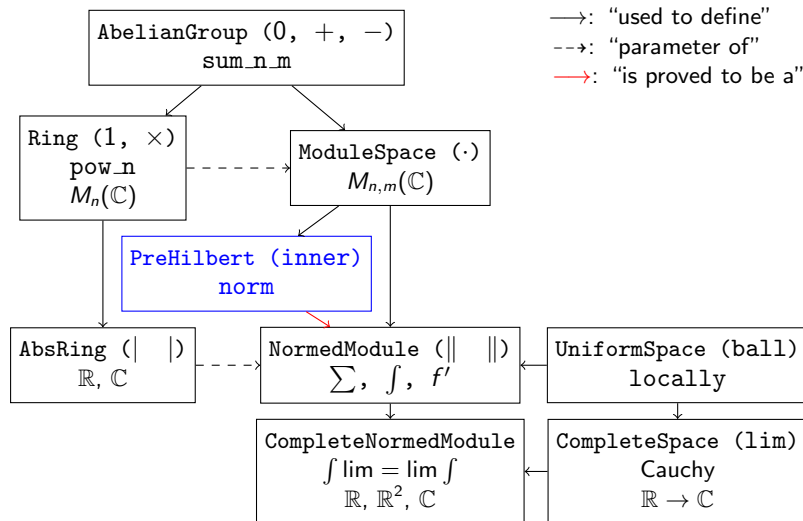 AbelianGroup (0, +, −)
sum_n_m
⟶: “used to define”
⇢: “parameter of”
⟶: “is proved to be a”
Ring (1, ×)
pow_n
Mₙ(ℂ)
ModuleSpace (·)
Mₙ,ₘ(ℂ)
PreHilbert (inner)
norm
AbsRing (| |)
ℝ, ℂ
NormedModule (‖ ‖)
∑, ∫, f′
UniformSpace (ball)
locally
CompleteNormedModule
∫ lim = lim ∫
ℝ, ℝ², ℂ
CompleteSpace (lim)
Cauchy
ℝ → ℂ